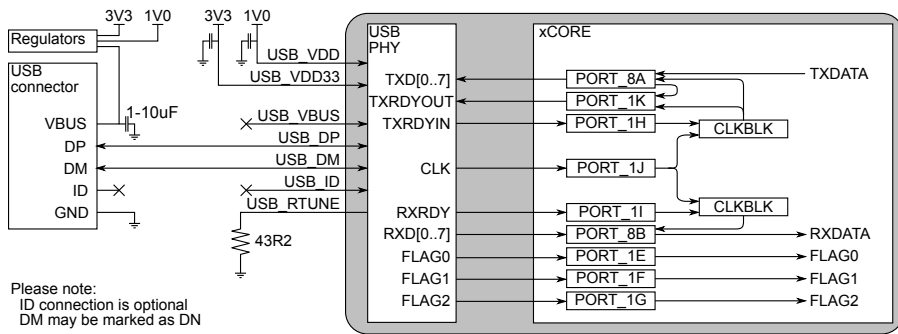 3V3 1V0
Regulators
USB
connector
1-10uF
VBUS
DP
DM
ID
GND
Please note:
ID connection is optional
DM may be marked as DN
3V3 1V0
USB_VDD
USB_VDD33
USB_VBUS
USB_DP
USB_DM
USB_ID
USB_RTUNE
43R2
USB
PHY
TXD[0..7]
TXRDYOUT
TXRDYIN
CLK
RXRDY
RXD[0..7]
FLAG0
FLAG1
FLAG2
xCORE
PORT_8A
PORT_1K
PORT_1H
PORT_1J
PORT_1I
PORT_8B
PORT_1E
PORT_1F
PORT_1G
CLKBLK
CLKBLK
TXDATA
RXDATA
FLAG0
FLAG1
FLAG2